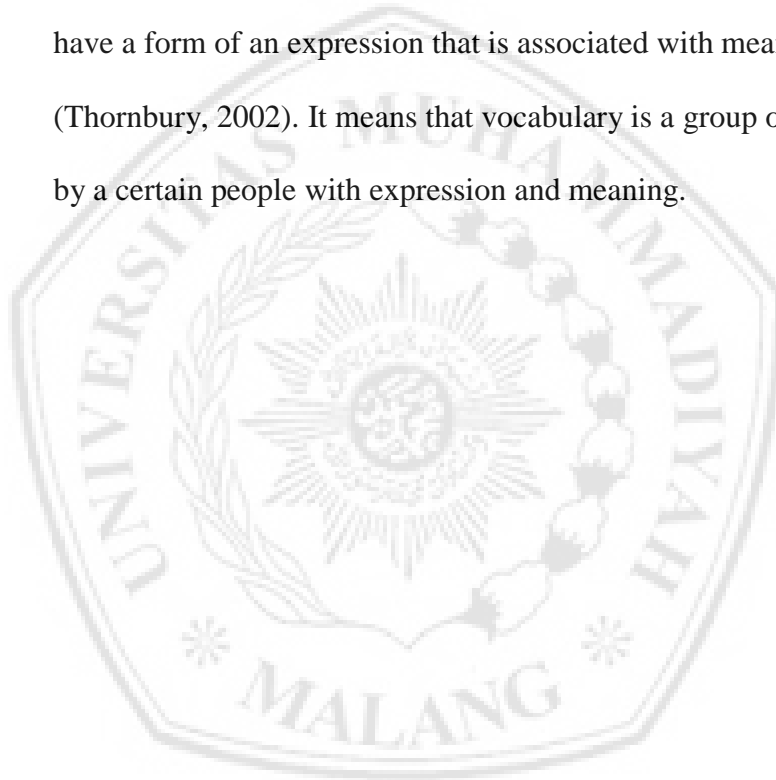 have a form of an expression that is associated with
(Thornbury, 2002). It means that vocabulary is a group
by a certain people with expression and meaning.
UNIVERSITAS MUHAMMADIYAH
MALANG